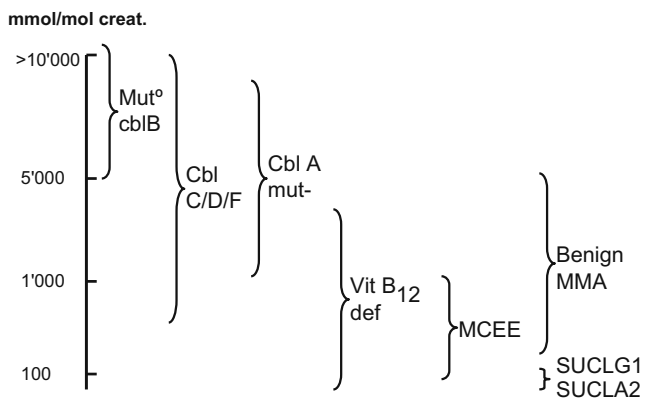 mmol/mol creat.
>10'000
Mutº
cblB
Cbl A
mut-
5'000
Cbl
C/D/F
Benign
MMA
1'000
Vit B12
def
MCEE
100
SUCLG1
SUCLA2